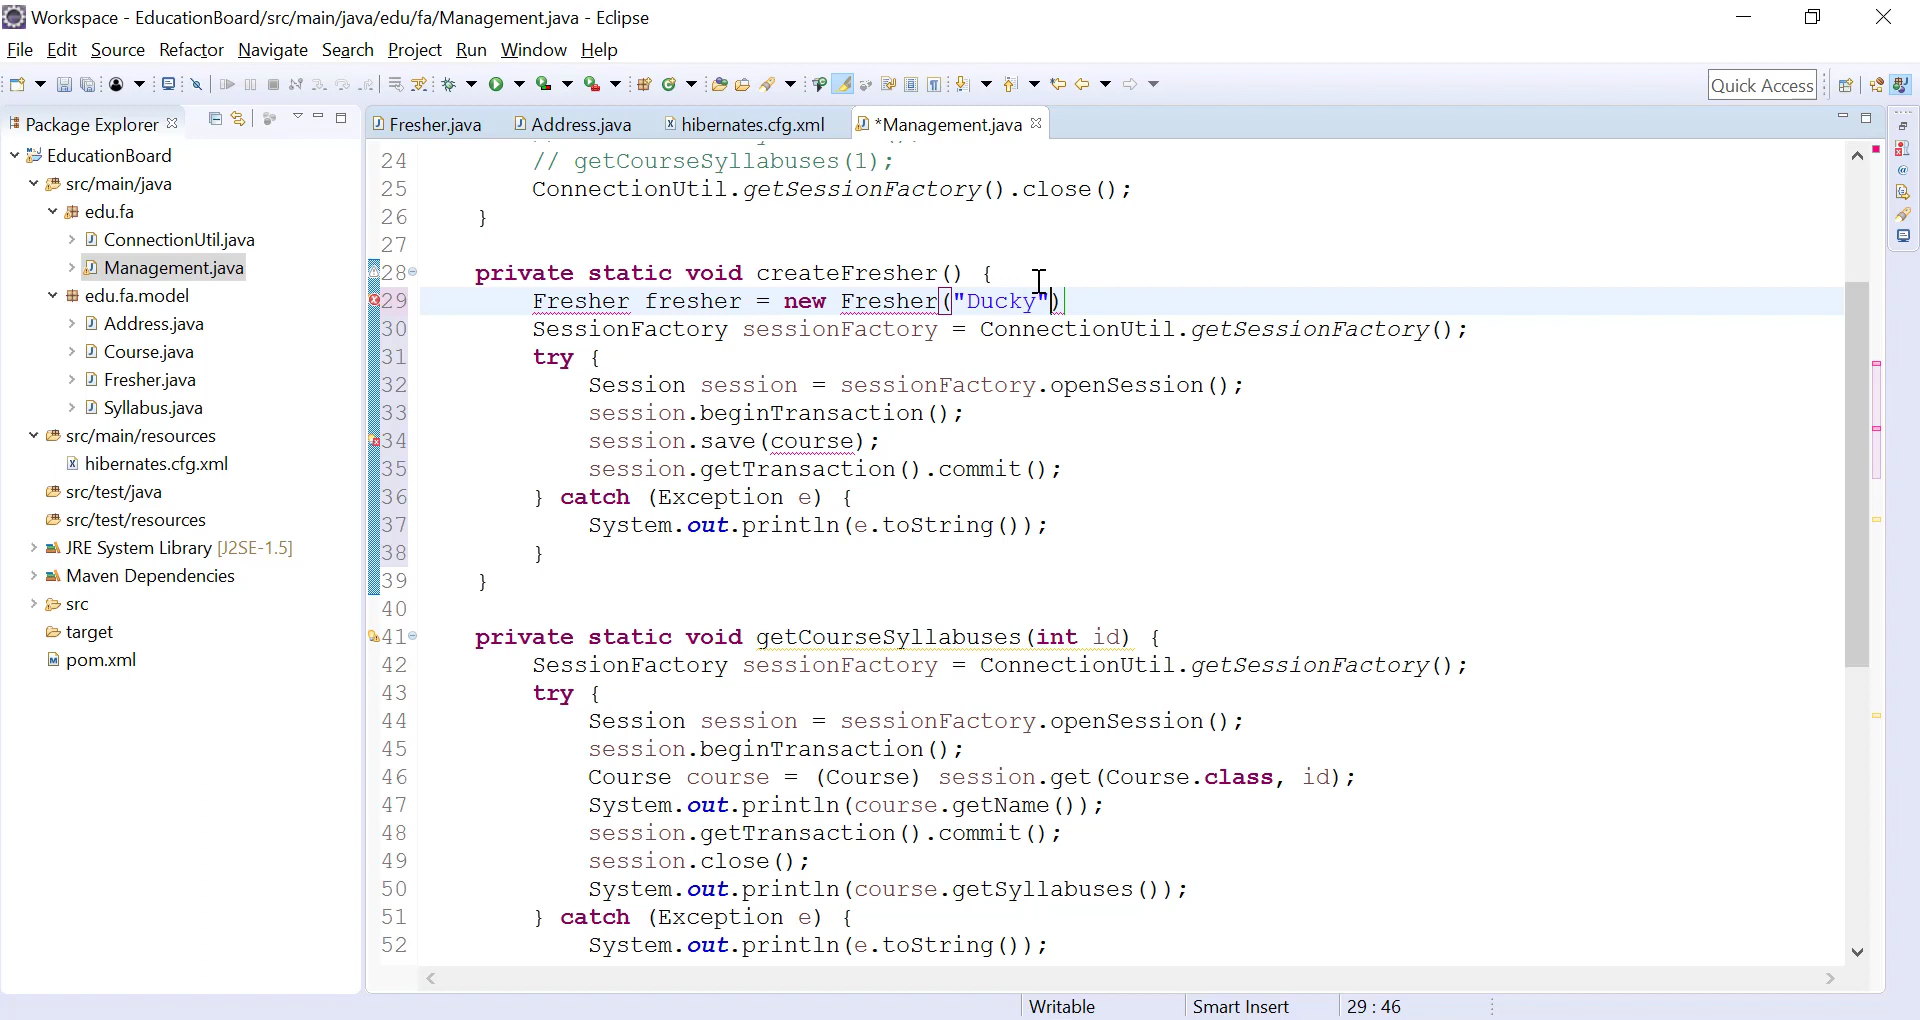 Workspace - EducationBoard/src/main/java/edu/fa/Management.java - Eclipse
File Edit Source Refactor Navigate Search Project Run Window Help
Quick Access
Package Explorer
EducationBoard
src/main/java
edu.fa
ConnectionUtil.java
Management.java
edu.fa.model
Address.java
Course.java
Fresher.java
Syllabus.java
src/main/resources
hibernates.cfg.xml
src/test/java
src/test/resources
JRE System Library [J2SE-1.5]
Maven Dependencies
src
target
pom.xml
Fresher.java Address.java hibernates.cfg.xml *Management.java
24 // getCourseSyllabuses(1);
25 ConnectionUtil.getSessionFactory().close();
26 }
27
28 private static void createFresher() {
29 Fresher fresher = new Fresher("Ducky")
30 SessionFactory sessionFactory = ConnectionUtil.getSessionFactory();
31 try {
32 Session session = sessionFactory.openSession();
33 session.beginTransaction();
34 session.save(course);
35 session.getTransaction().commit();
36 } catch (Exception e) {
37 System.out.println(e.toString());
38 }
39 }
40
41 private static void getCourseSyllabuses(int id) {
42 SessionFactory sessionFactory = ConnectionUtil.getSessionFactory();
43 try {
44 Session session = sessionFactory.openSession();
45 session.beginTransaction();
46 Course course = (Course) session.get(Course.class, id);
47 System.out.println(course.getName());
48 session.getTransaction().commit();
49 session.close();
50 System.out.println(course.getSyllabuses());
51 } catch (Exception e) {
52 System.out.println(e.toString());
Writable Smart Insert 29 : 46